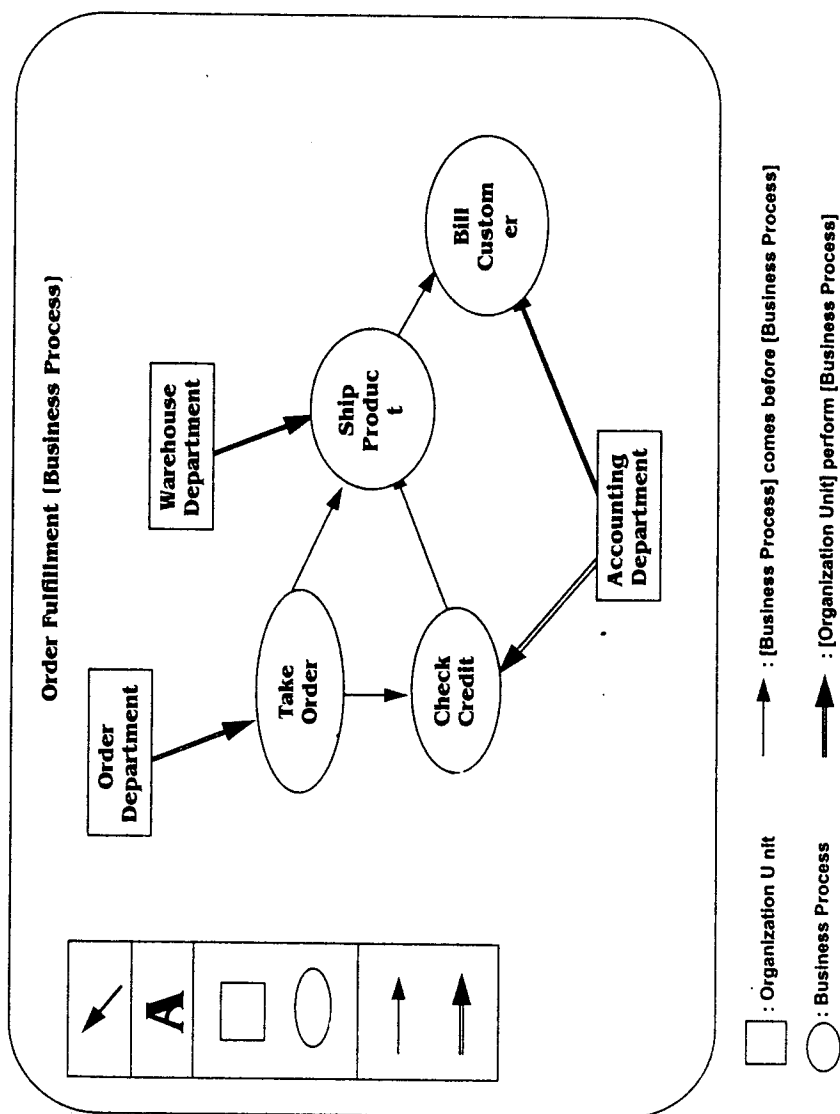 Order Fulfillment [Business Process]
Order
Department
Warehouse
Department
Take
Order
Ship
Produc
t
Check
Credit
Bill
Custom
er
Accounting
Department
A
: Organization U nit
: [Business Process] comes before [Business Process]
: Business Process
: [Organization Unit] perform [Business Process]